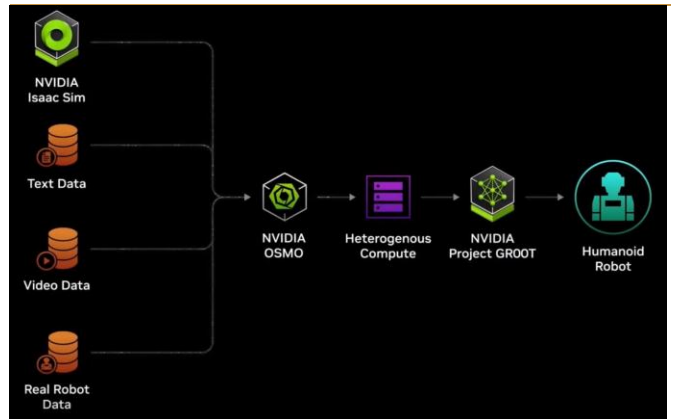 NVIDIA
Isaac Sim
Text Data
Video Data
Real Robot
Data
NVIDIA
OSMO
Heterogenous
Compute
NVIDIA
Project GR00T
Humanoid
Robot